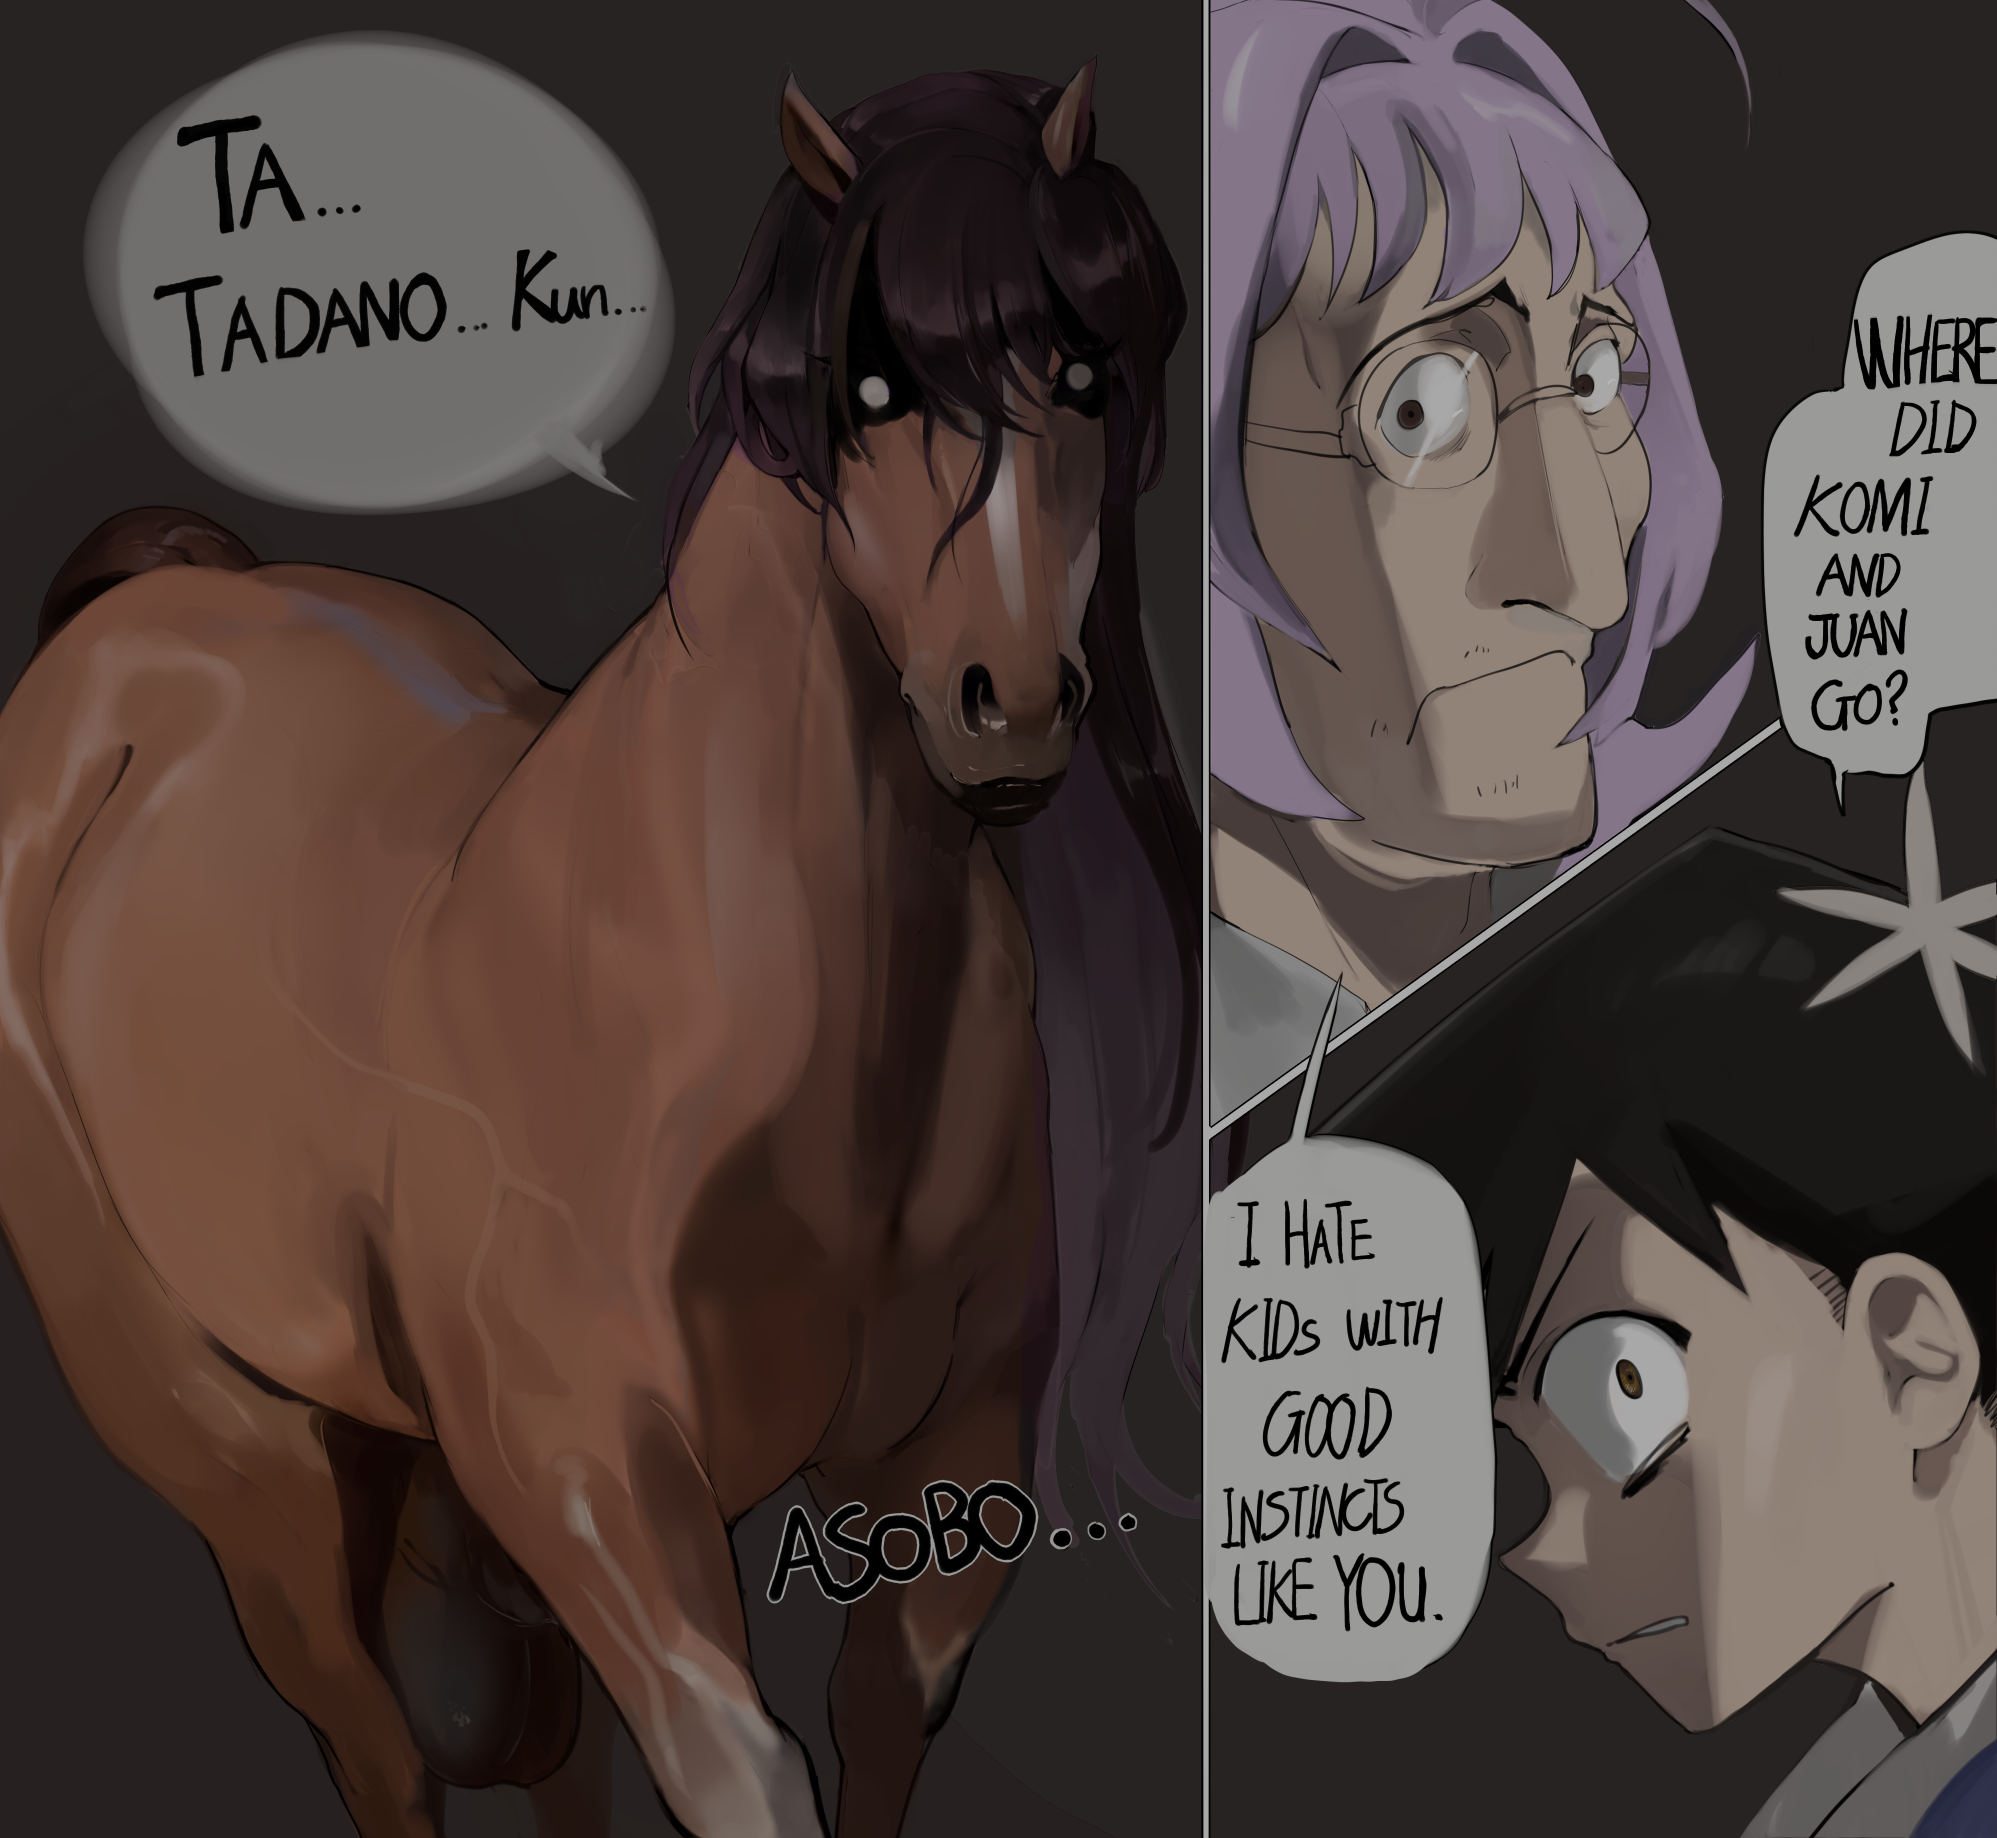 TA...
TADANO... Kun...
ASOBO...
WHERE
DID
KOMI
AND
JUAN
GO?
I HATE
KIDS WITH
GOOD
INSTINCTS
LIKE YOU.